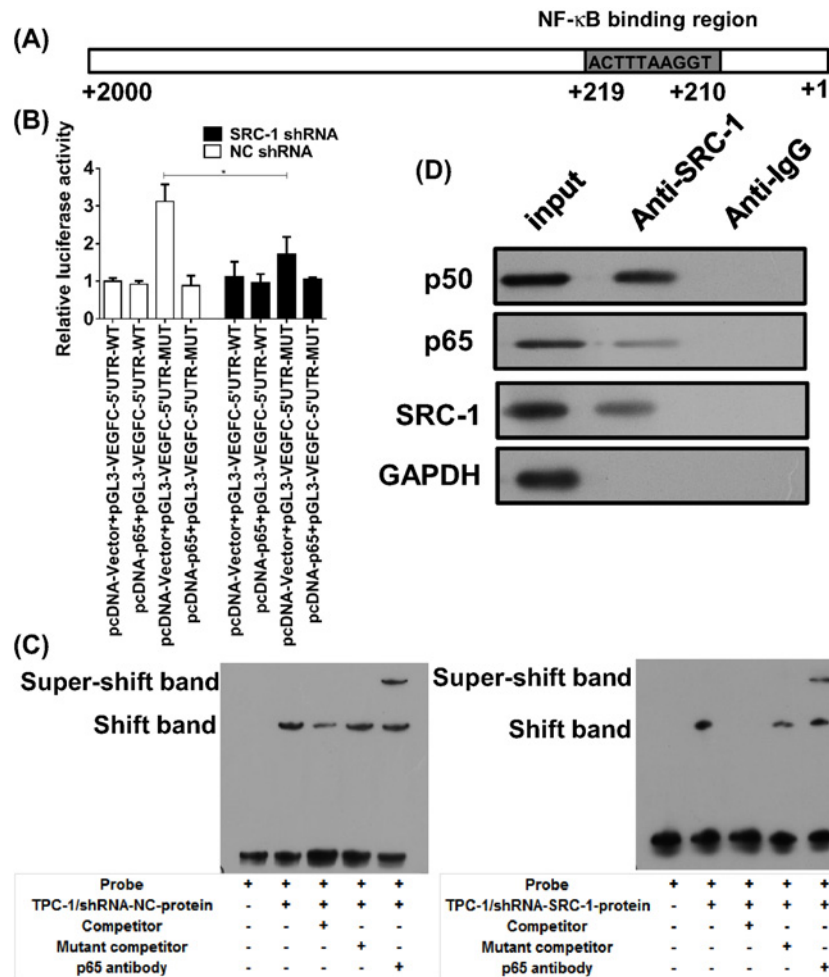 (A)
NF-κB binding region
ACTTTAAGGT
+2000
+219
+210
+1
(B)
SRC-1 shRNA
NC shRNA
Relative luciferase activity
4
3
2
1
0
*
pcDNA-Vector+pGL3-VEGFC-5'UTR-WT
pcDNA-p65+pGL3-VEGFC-5'UTR-WT
pcDNA-Vector+pGL3-VEGFC-5'UTR-MUT
pcDNA-p65+pGL3-VEGFC-5'UTR-MUT
pcDNA-Vector+pGL3-VEGFC-5'UTR-WT
pcDNA-p65+pGL3-VEGFC-5'UTR-WT
pcDNA-Vector+pGL3-VEGFC-5'UTR-MUT
pcDNA-p65+pGL3-VEGFC-5'UTR-MUT
(D)
input
Anti-SRC-1
Anti-IgG
p50
p65
SRC-1
GAPDH
(C)
Super-shift band
Shift band
Probe + + + + +
TPC-1/shRNA-NC-protein - + + + +
Competitor - - + - -
Mutant competitor - - - + -
p65 antibody - - - - +
Super-shift band
Shift band
Probe + + + + +
TPC-1/shRNA-SRC-1-protein - + + + +
Competitor - - + - -
Mutant competitor - - - + -
p65 antibody - - - - +